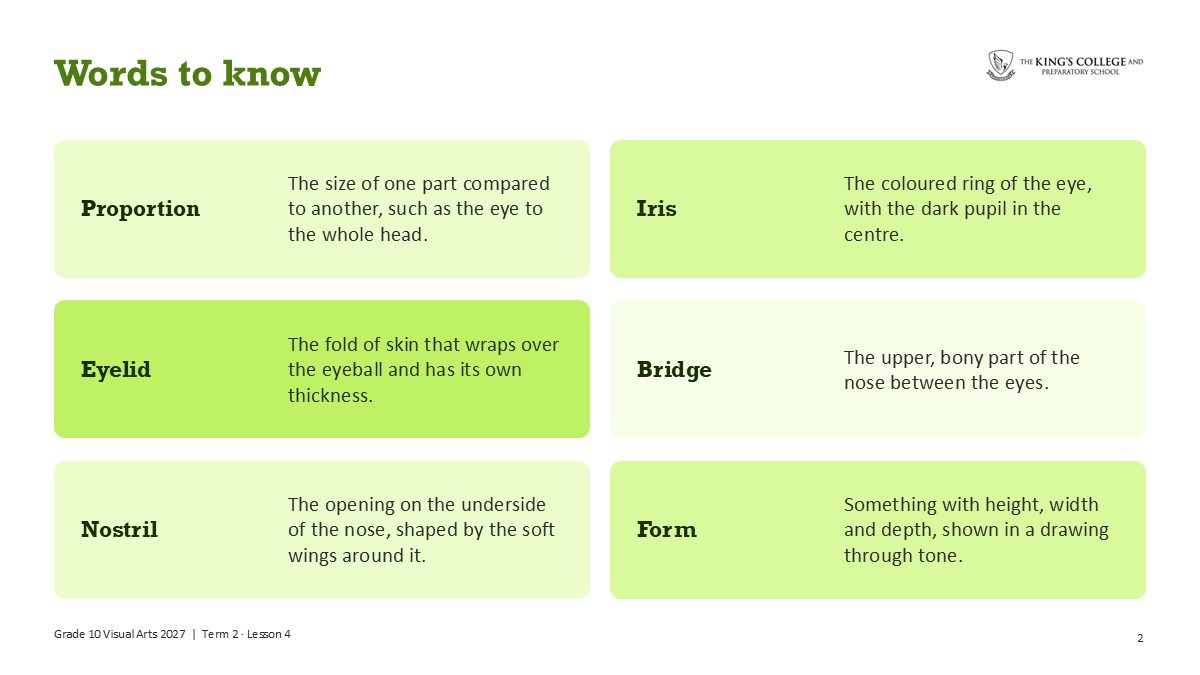 Words to know
THE KING'S COLLEGE AND
PREPARATORY SCHOOL
Proportion
The size of one part compared
to another, such as the eye to
the whole head.
Iris
The coloured ring of the eye,
with the dark pupil in the
centre.
Eyelid
The fold of skin that wraps over
the eyeball and has its own
thickness.
Bridge
The upper, bony part of the
nose between the eyes.
Nostril
The opening on the underside
of the nose, shaped by the soft
wings around it.
Form
Something with height, width
and depth, shown in a drawing
through tone.
Grade 10 Visual Arts 2027 | Term 2 · Lesson 4
2